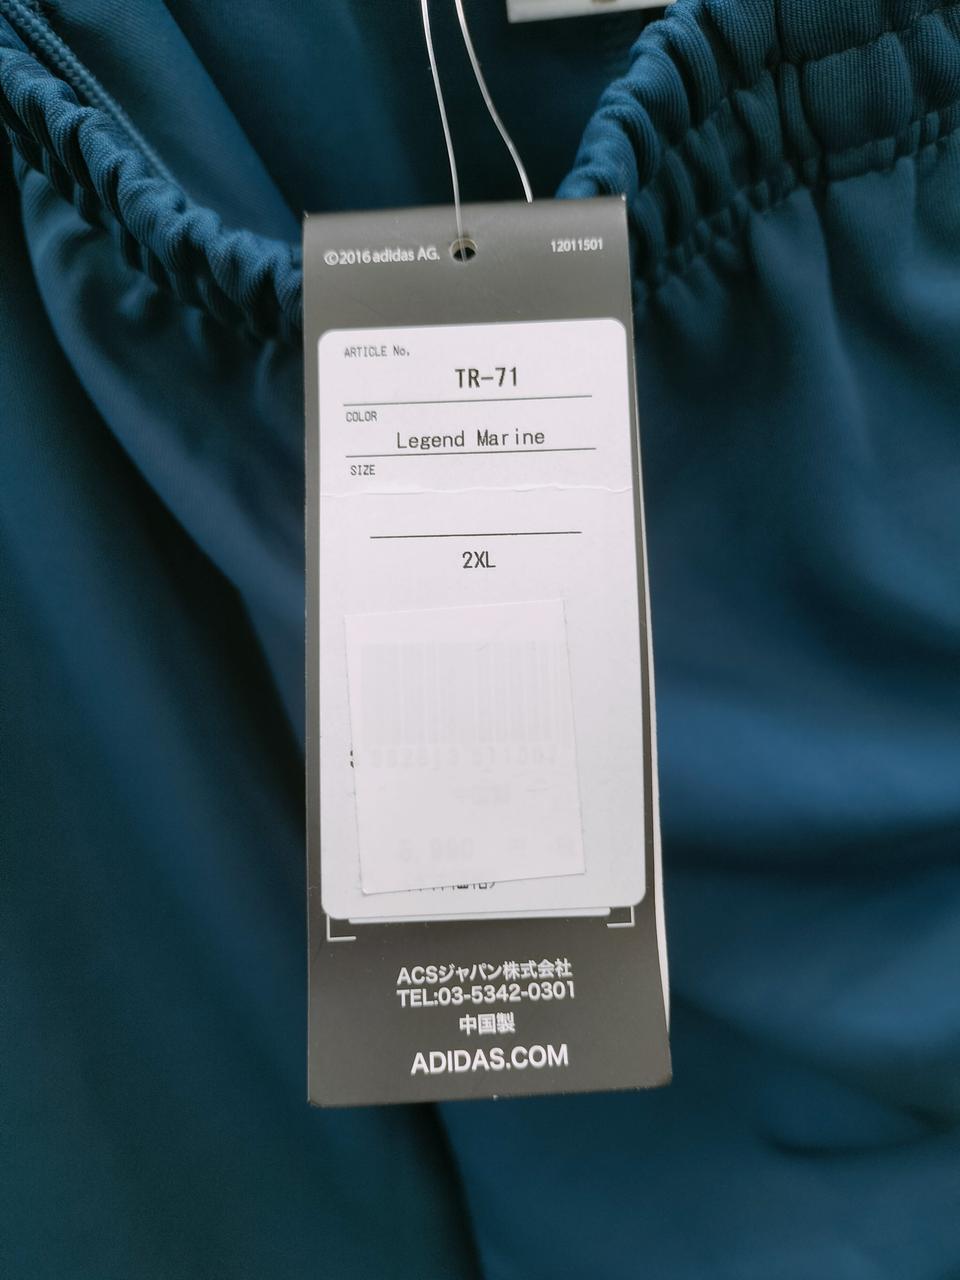 ©2016 adidas AG.
12011501
ARTICLE No.
TR-71
COLOR
Legend Marine
SIZE
2XL
ACSジャパン株式会社
TEL:03-5342-0301
中国製
ADIDAS.COM